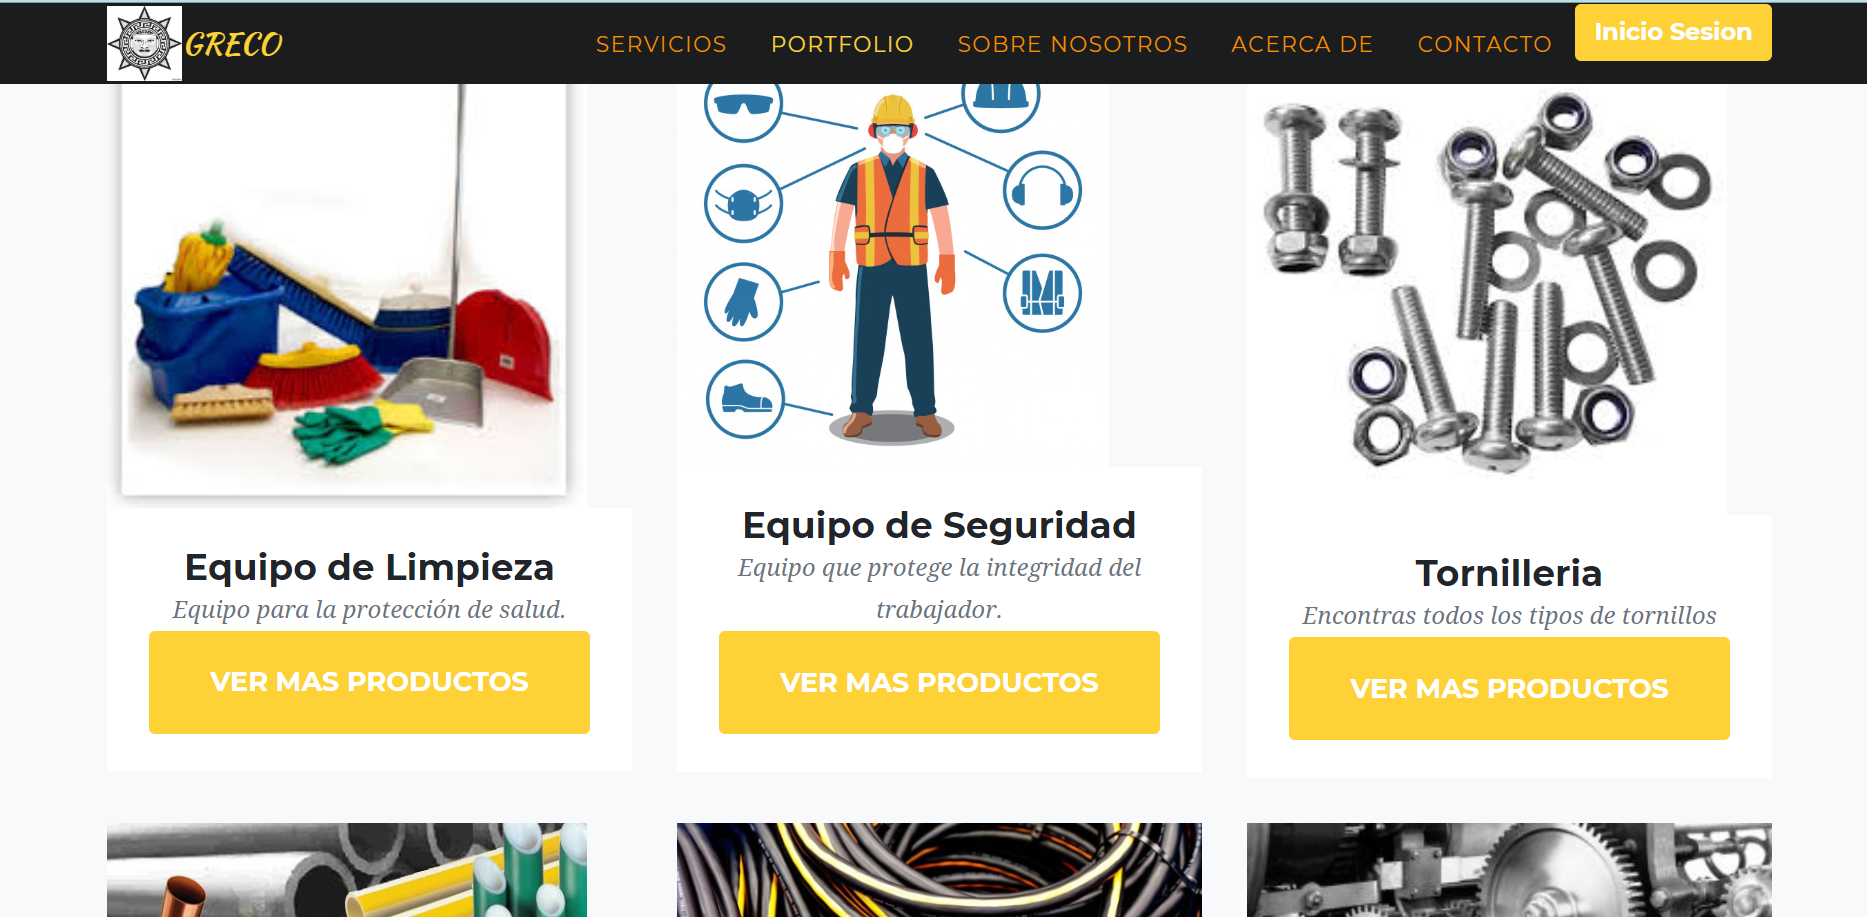 GRECO
SERVICIOS
PORTFOLIO
SOBRE NOSOTROS
ACERCA DE
CONTACTO
Inicio Sesion
Equipo de Limpieza
Equipo para la protección de salud.
VER MAS PRODUCTOS
Equipo de Seguridad
Equipo que protege la integridad del
trabajador.
VER MAS PRODUCTOS
Tornilleria
Encontras todos los tipos de tornillos
VER MAS PRODUCTOS